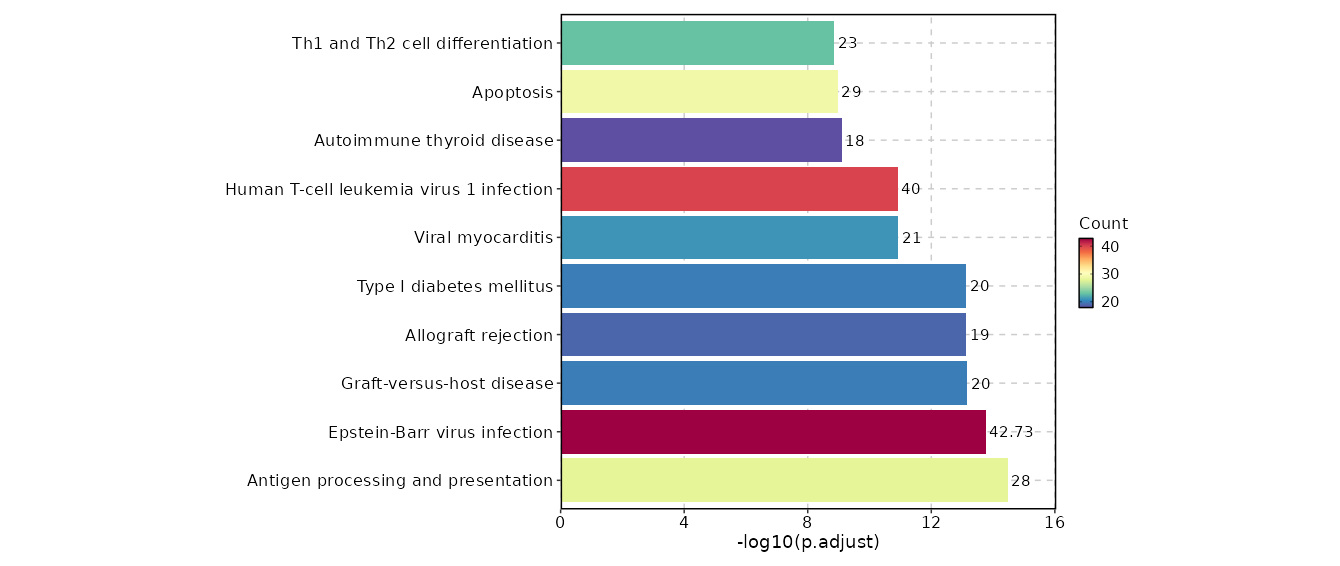 Th1 and Th2 cell differentiation 23
Apoptosis 29
Autoimmune thyroid disease 18
Human T-cell leukemia virus 1 infection 40
Viral myocarditis 21
Type I diabetes mellitus 20
Allograft rejection 19
Graft-versus-host disease 20
Epstein-Barr virus infection 42.73
Antigen processing and presentation 28
0 4 8 12 16
-log10(p.adjust)
Count
40
30
20